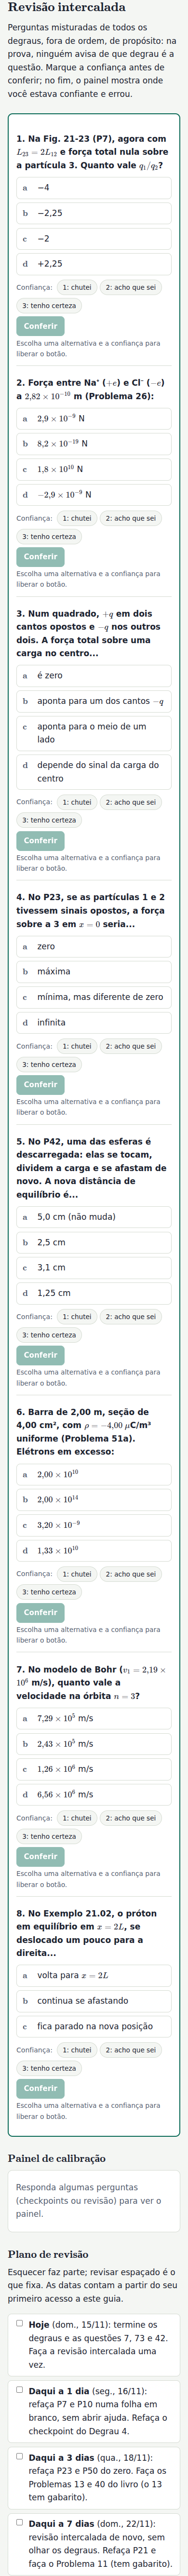 Revisão intercalada
Perguntas misturadas de todos os
degraus, fora de ordem, de propósito: na
prova, ninguém avisa de que degrau é a
questão. Marque a confiança antes de
conferir; no fim, o painel mostra onde
você estava confiante e errou.
1. Na Fig. 21-23 (P7), agora com
L₂₃ = 2L₁₂ e força total nula sobre
a partícula 3. Quanto vale q₁/q₂?
a −4
b −2,25
c −2
d +2,25
Confiança: 1: chutei 2: acho que sei
3: tenho certeza
Conferir
Escolha uma alternativa e a confiança para
liberar o botão.
2. Força entre Na⁺ (+e) e Cl⁻ (−e)
a 2,82 × 10⁻¹⁰ m (Problema 26):
a 2,9 × 10⁻⁹ N
b 8,2 × 10⁻¹⁹ N
c 1,8 × 10¹⁰ N
d −2,9 × 10⁻⁹ N
Confiança: 1: chutei 2: acho que sei
3: tenho certeza
Conferir
Escolha uma alternativa e a confiança para
liberar o botão.
3. Num quadrado, +q em dois
cantos opostos e −q nos outros
dois. A força total sobre uma
carga no centro...
a é zero
b aponta para um dos cantos −q
c aponta para o meio de um
lado
d depende do sinal da carga do
centro
Confiança: 1: chutei 2: acho que sei
3: tenho certeza
Conferir
Escolha uma alternativa e a confiança para
liberar o botão.
4. No P23, se as partículas 1 e 2
tivessem sinais opostos, a força
sobre a 3 em x = 0 seria...
a zero
b máxima
c mínima, mas diferente de zero
d infinita
Confiança: 1: chutei 2: acho que sei
3: tenho certeza
Conferir
Escolha uma alternativa e a confiança para
liberar o botão.
5. No P42, uma das esferas é
descarregada: elas se tocam,
dividem a carga e se afastam de
novo. A nova distância de
equilíbrio é...
a 5,0 cm (não muda)
b 2,5 cm
c 3,1 cm
d 1,25 cm
Confiança: 1: chutei 2: acho que sei
3: tenho certeza
Conferir
Escolha uma alternativa e a confiança para
liberar o botão.
6. Barra de 2,00 m, seção de
4,00 cm², com ρ = −4,00 μC/m³
uniforme (Problema 51a).
Elétrons em excesso:
a 2,00 × 10¹⁰
b 2,00 × 10¹⁴
c 3,20 × 10⁻⁹
d 1,33 × 10¹⁰
Confiança: 1: chutei 2: acho que sei
3: tenho certeza
Conferir
Escolha uma alternativa e a confiança para
liberar o botão.
7. No modelo de Bohr (v₁ = 2,19 ×
10⁶ m/s), quanto vale a
velocidade na órbita n = 3?
a 7,29 × 10⁵ m/s
b 2,43 × 10⁵ m/s
c 1,26 × 10⁶ m/s
d 6,56 × 10⁶ m/s
Confiança: 1: chutei 2: acho que sei
3: tenho certeza
Conferir
Escolha uma alternativa e a confiança para
liberar o botão.
8. No Exemplo 21.02, o próton
em equilíbrio em x = 2L, se
deslocado um pouco para a
direita...
a volta para x = 2L
b continua se afastando
c fica parado na nova posição
Confiança: 1: chutei 2: acho que sei
3: tenho certeza
Conferir
Escolha uma alternativa e a confiança para
liberar o botão.
Painel de calibração
Responda algumas perguntas
(checkpoints ou revisão) para ver o
painel.
Plano de revisão
Esquecer faz parte; revisar espaçado é o
que fixa. As datas contam a partir do seu
primeiro acesso a este guia.
Hoje (dom., 15/11): termine os
degraus e as questões 7, 73 e 42.
Faça a revisão intercalada uma
vez.
Daqui a 1 dia (seg., 16/11):
refaça P7 e P10 numa folha em
branco, sem abrir ajuda. Refaça o
checkpoint do Degrau 4.
Daqui a 3 dias (qua., 18/11):
refaça P23 e P50 do zero. Faça os
Problemas 13 e 40 do livro (o 13
tem gabarito).
Daqui a 7 dias (dom., 22/11):
revisão intercalada de novo, sem
olhar os degraus. Refaça P21 e
faça o Problema 11 (tem gabarito).